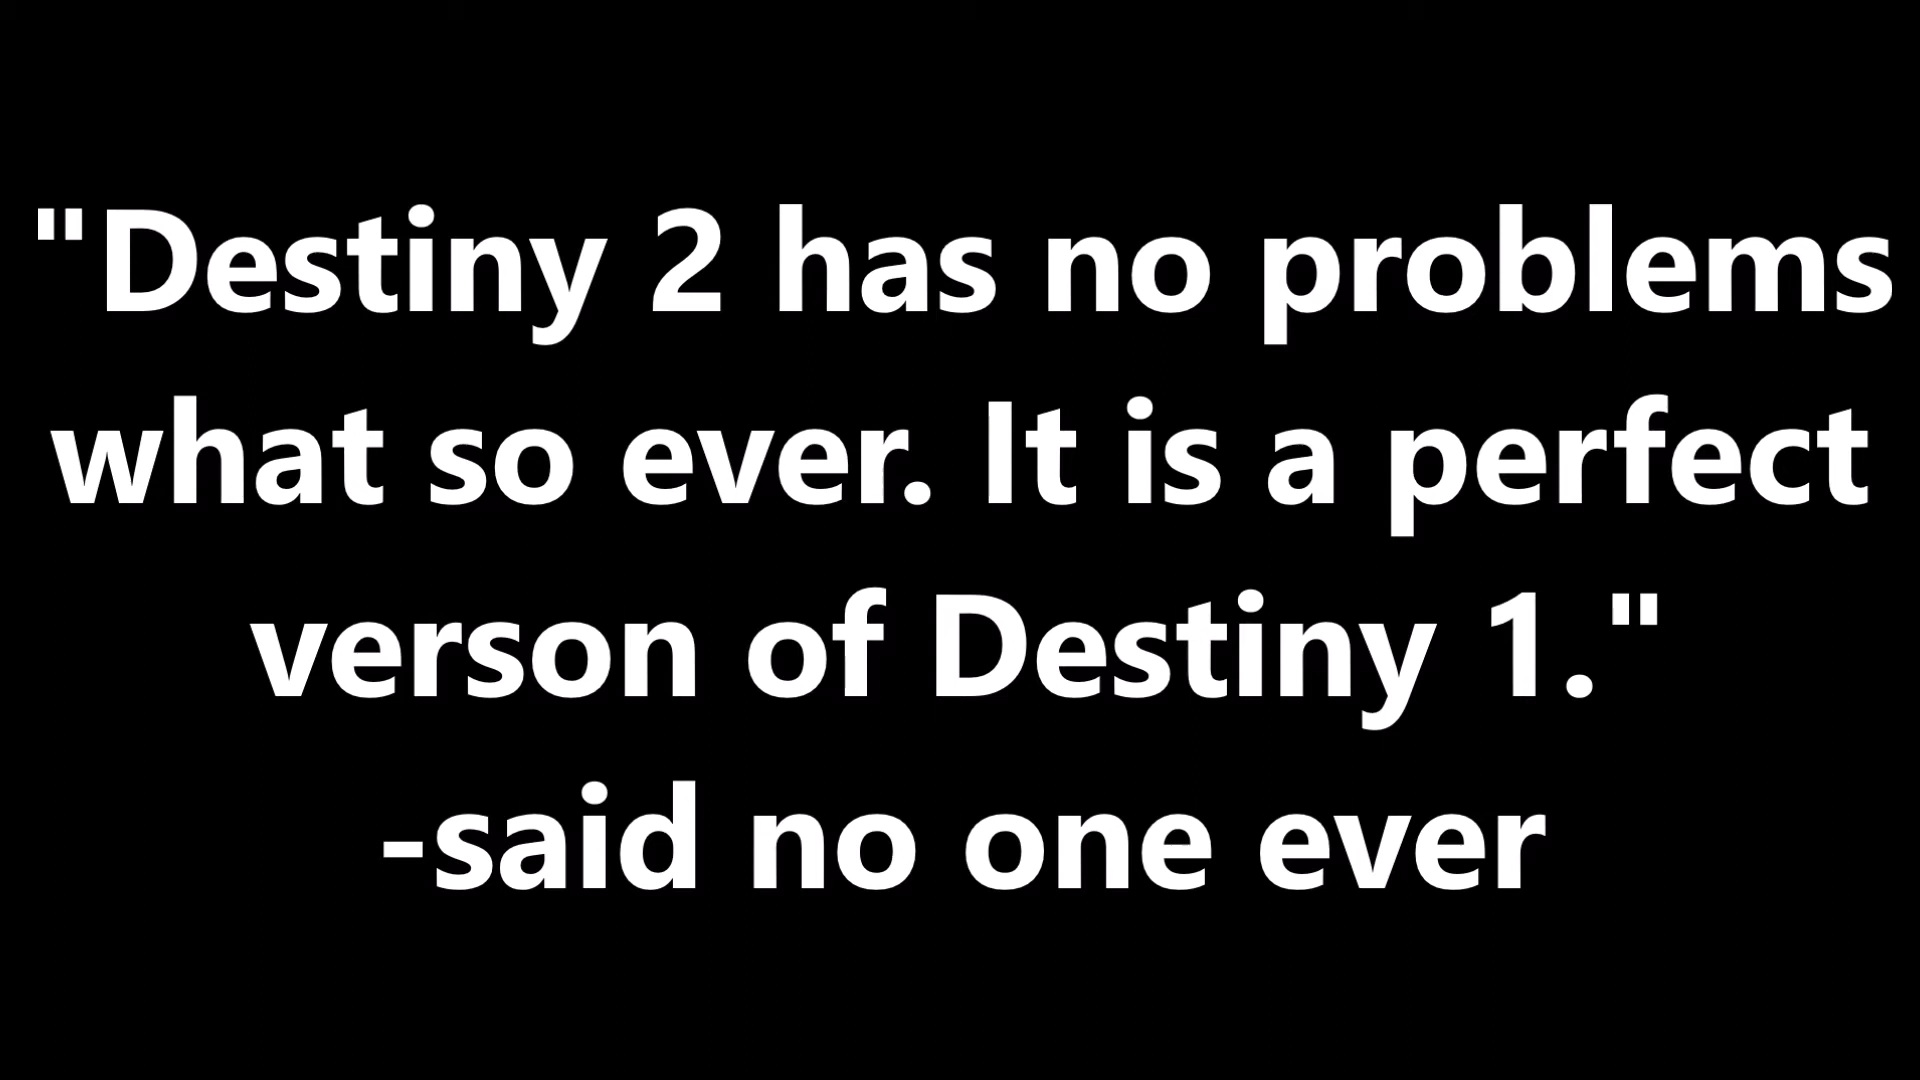 "Destiny 2 has no problems
what so ever. It is a perfect
verson of Destiny 1."
-said no one ever